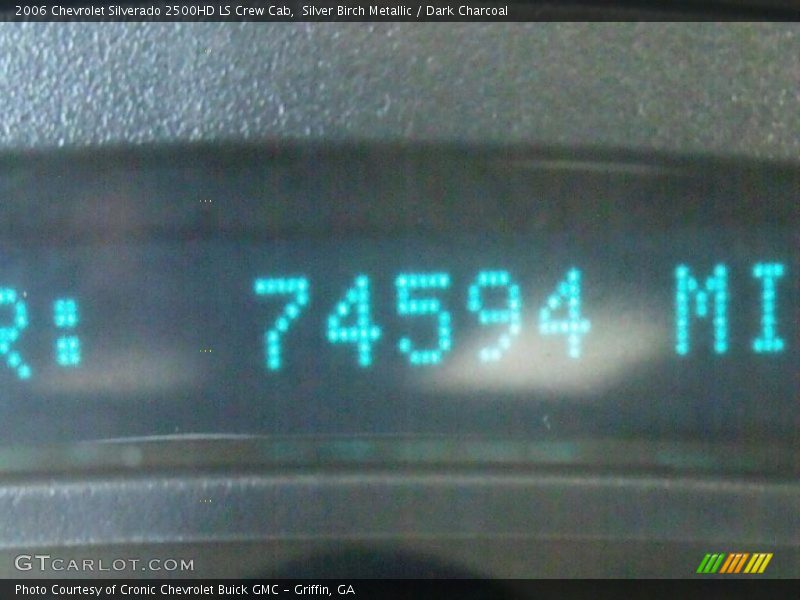 2006 Chevrolet Silverado 2500HD LS Crew Cab, Silver Birch Metallic / Dark Charcoal
R: 74594 MI
GTCARLOT.COM
Photo Courtesy of Cronic Chevrolet Buick GMC - Griffin, GA